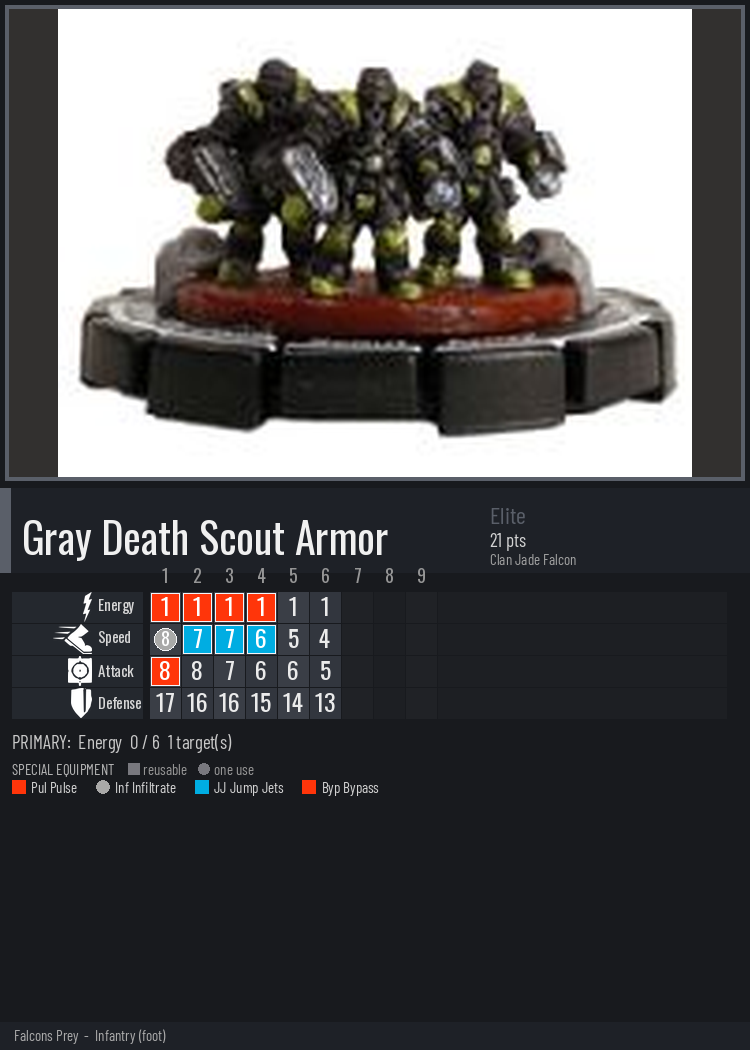 Gray Death Scout Armor
Elite
21 pts
Clan Jade Falcon
1 2 3 4 5 6 7 8 9
Energy 1 1 1 1 1 1
Speed 8 7 7 6 5 4
Attack 8 8 7 6 6 5
Defense 17 16 16 15 14 13
PRIMARY: Energy 0 / 6 1 target(s)
SPECIAL EQUIPMENT reusable one use
Pul Pulse Inf Infiltrate JJ Jump Jets Byp Bypass
Falcons Prey - Infantry (foot)